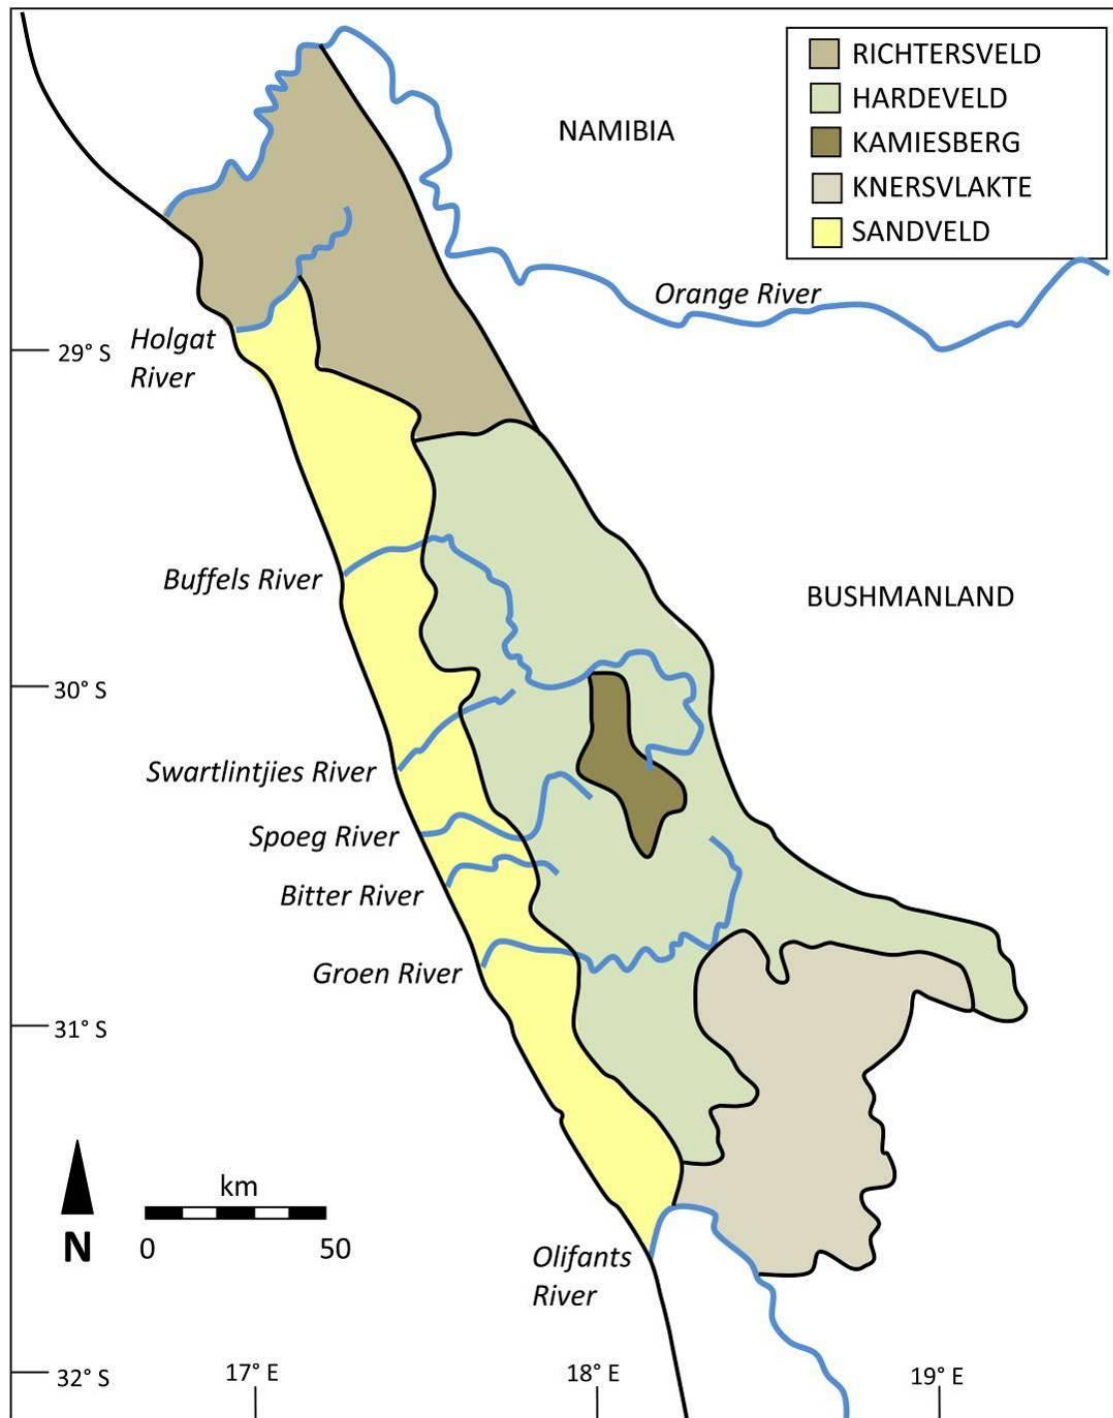 RICHTERSVELD
HARDEVELD
KAMIESBERG
KNERSVLAKTE
SANDVELD
NAMIBIA
Orange River
Holgat
River
29° S
Buffels River
BUSHMANLAND
30° S
Swartlintjies River
Spoeg River
Bitter River
Groen River
31° S
km
0 50
N
Olifants
River
32° S
17° E
18° E
19° E